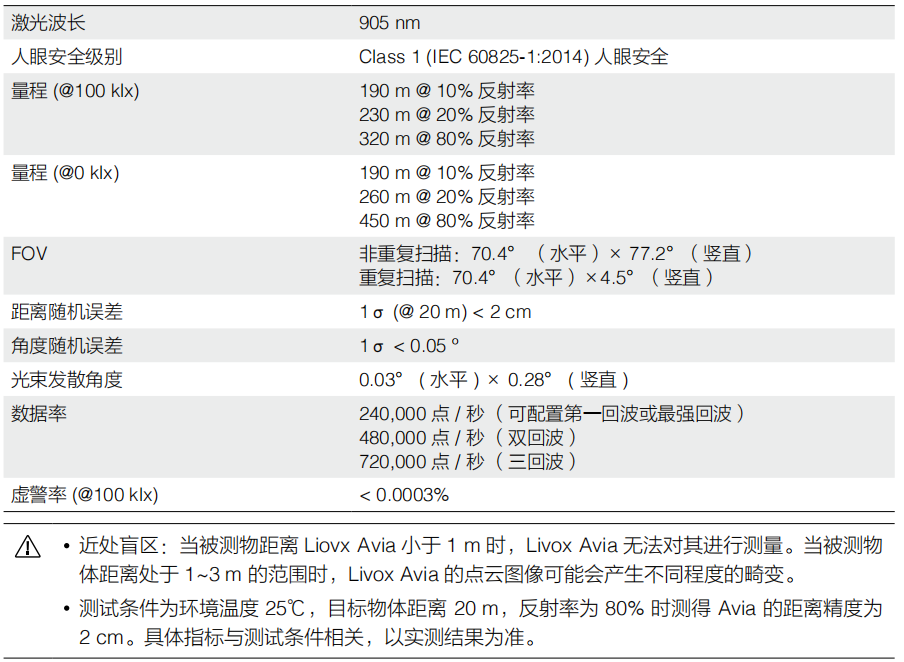 激光波长 905 nm
人眼安全级别 Class 1 (IEC 60825-1:2014) 人眼安全
量程 (@100 klx) 190 m @ 10% 反射率
230 m @ 20% 反射率
320 m @ 80% 反射率
量程 (@0 klx) 190 m @ 10% 反射率
260 m @ 20% 反射率
450 m @ 80% 反射率
FOV 非重复扫描：70.4°（水平）× 77.2°（竖直）
重复扫描：70.4°（水平）×4.5°（竖直）
距离随机误差 1σ (@ 20 m) < 2 cm
角度随机误差 1σ < 0.05 º
光束发散角度 0.03°（水平）× 0.28°（竖直）
数据率 240,000 点 / 秒（可配置第一回波或最强回波）
480,000 点 / 秒（双回波）
720,000 点 / 秒（三回波）
虚警率 (@100 klx) < 0.0003%
• 近处盲区：当被测物距离 Liovx Avia 小于 1 m 时，Livox Avia 无法对其进行测量。当被测物
体距离处于 1~3 m 的范围时，Livox Avia 的点云图像可能会产生不同程度的畸变。
• 测试条件为环境温度 25℃，目标物体距离 20 m，反射率为 80% 时测得 Avia 的距离精度为
2 cm。具体指标与测试条件相关，以实测结果为准。